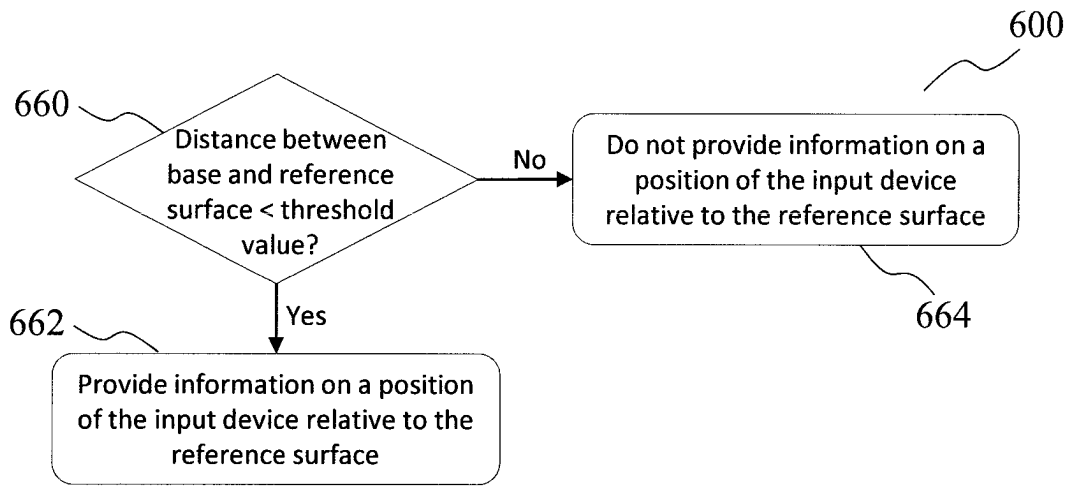 600
660
Distance between
base and reference
surface < threshold
value?
No
Do not provide information on a
position of the input device
relative to the reference surface
664
Yes
662
Provide information on a position
of the input device relative to the
reference surface